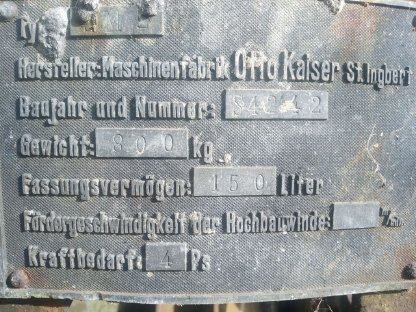 Hersteller: Maschinenfabrik Otto Kaiser St. Ingbert
Baujahr und Nummer:
Gewicht: 800 Kg
Fassungsvermögen: 150 Liter
Fördergeschwindigkeit der Hochbauwinde:
Kraftbedarf: 4 Ps